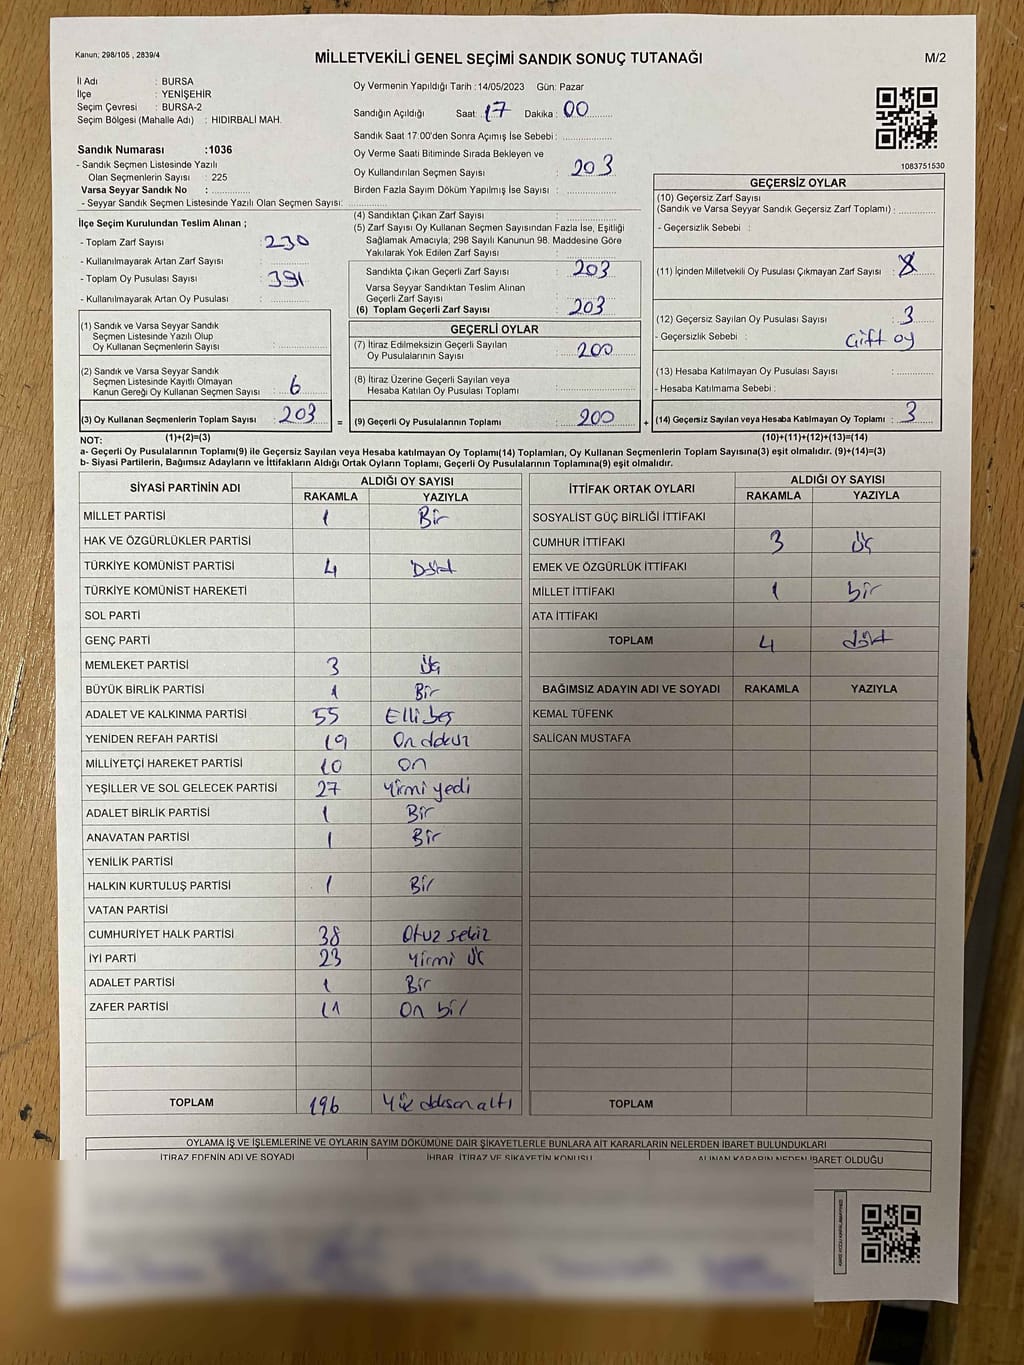 Kanun; 298/105 , 2839/4
MİLLETVEKİLİ GENEL SEÇİMİ SANDIK SONUÇ TUTANAĞI
M/2
İl Adı : BURSA
İlçe : YENİŞEHİR
Seçim Çevresi : BURSA-2
Seçim Bölgesi (Mahalle Adı) : HIDIRBALİ MAH.
Sandık Numarası :1036
- Sandık Seçmen Listesinde Yazılı
Olan Seçmenlerin Sayısı : 225
Varsa Seyyar Sandık No :
- Seyyar Sandık Seçmen Listesinde Yazılı Olan Seçmen Sayısı:
Oy Vermenin Yapıldığı Tarih : 14/05/2023 Gün: Pazar
Sandığın Açıldığı Saat: 17 Dakika : 00
Sandık Saat 17:00'den Sonra Açımış İse Sebebi :
Oy Verme Saati Bitiminde Sırada Bekleyen ve
Oy Kullandırılan Seçmen Sayısı : 203
Birden Fazla Sayım Döküm Yapılmış İse Sayısı :
1083751530
İlçe Seçim Kurulundan Teslim Alınan ;
- Toplam Zarf Sayısı : 230
- Kullanılmayarak Artan Zarf Sayısı :
- Toplam Oy Pusulası Sayısı : 391
- Kullanılmayarak Artan Oy Pusulası :
(1) Sandık ve Varsa Seyyar Sandık
Seçmen Listesinde Yazılı Olup
Oy Kullanan Seçmenlerin Sayısı :
(2) Sandık ve Varsa Seyyar Sandık
Seçmen Listesinde Kayıtlı Olmayan
Kanun Gereği Oy Kullanan Seçmen Sayısı : 6
(3) Oy Kullanan Seçmenlerin Toplam Sayısı : 203 =
(1)+(2)=(3)
(4) Sandıktan Çıkan Zarf Sayısı :
(5) Zarf Sayısı Oy Kullanan Seçmen Sayısından Fazla İse, Eşitliği
Sağlamak Amacıyla, 298 Sayılı Kanunun 98. Maddesine Göre
Yakılarak Yok Edilen Zarf Sayısı :
Sandıkta Çıkan Geçerli Zarf Sayısı : 203
Varsa Seyyar Sandıktan Teslim Alınan
Geçerli Zarf Sayısı :
(6) Toplam Geçerli Zarf Sayısı : 203
GEÇERLİ OYLAR
(7) İtiraz Edilmeksizin Geçerli Sayılan
Oy Pusulalarının Sayısı : 200
(8) İtiraz Üzerine Geçerli Sayılan veya
Hesaba Katılan Oy Pusulası Toplamı :
(9) Geçerli Oy Pusulalarının Toplamı : 200 +
GEÇERSİZ OYLAR
(10) Geçersiz Zarf Sayısı
(Sandık ve Varsa Seyyar Sandık Geçersiz Zarf Toplamı) :
- Geçersizlik Sebebi :
(11) İçinden Milletvekili Oy Pusulası Çıkmayan Zarf Sayısı :
(12) Geçersiz Sayılan Oy Pusulası Sayısı : 3
- Geçersizlik Sebebi : Çift oy
(13) Hesaba Katılmayan Oy Pusulası Sayısı :
- Hesaba Katılmama Sebebi :
(14) Geçersiz Sayılan veya Hesaba Katılmayan Oy Toplamı : 3
(10)+(11)+(12)+(13)=(14)
NOT:
a- Geçerli Oy Pusulasının Toplamı(9) ile Geçersiz Sayılan veya Hesaba katılmayan Oy Toplamı(14) Toplamları, Oy Kullanan Seçmenlerin Toplam Sayısına(3) eşit olmalıdır. (9)+(14)=(3)
b- Siyasi Partilerin, Bağımsız Adayların ve İttifakların Aldığı Ortak Oyların Toplamı, Geçerli Oy Pusulasının Toplamına(9) eşit olmalıdır.
SİYASİ PARTİNİN ADI ALDIĞI OY SAYISI
RAKAMLA YAZIYLA
MİLLET PARTİSİ 1 Bir
HAK VE ÖZGÜRLÜKLER PARTİSİ
TÜRKİYE KOMÜNİST PARTİSİ 4 Dört
TÜRKİYE KOMÜNİST HAREKETİ
SOL PARTİ
GENÇ PARTİ
MEMLEKET PARTİSİ 3 Üç
BÜYÜK BİRLİK PARTİSİ 1 Bir
ADALET VE KALKINMA PARTİSİ 55 Elli beş
YENİDEN REFAH PARTİSİ 19 On dokuz
MİLLİYETÇİ HAREKET PARTİSİ 10 on
YEŞİLLER VE SOL GELECEK PARTİSİ 27 Yirmi yedi
ADALET BİRLİK PARTİSİ 1 Bir
ANAVATAN PARTİSİ 1 Bir
YENİLİK PARTİSİ
HALKIN KURTULUŞ PARTİSİ 1 Bir
VATAN PARTİSİ
CUMHURİYET HALK PARTİSİ 38 Otuz sekiz
İYİ PARTİ 23 Yirmi üç
ADALET PARTİSİ 1 Bir
ZAFER PARTİSİ 11 On bir
TOPLAM 196 Yüz doksan altı
İTTİFAK ORTAK OYLARI ALDIĞI OY SAYISI
RAKAMLA YAZIYLA
SOSYALİST GÜÇ BİRLİĞİ İTTİFAKI
CUMHUR İTTİFAKI 3 üç
EMEK VE ÖZGÜRLÜK İTTİFAKI
MİLLET İTTİFAKI 1 bir
ATA İTTİFAKI
TOPLAM 4 dört
BAĞIMSIZ ADAYIN ADI VE SOYADI RAKAMLA YAZIYLA
KEMAL TÜFENK
SALİCAN MUSTAFA
TOPLAM
OYLAMA İŞ VE İŞLEMLERİNE VE OYLARIN SAYIM DÖKÜMÜNE DAİR ŞİKAYETLERLE BUNLARA AİT KARARLARIN NELERDEN İBARET BULUNDUKLARI
İTİRAZ EDENİN ADI VE SOYADI İHBAR, İTİRAZ VE ŞİKAYETİN KONUSU ALINAN KARARIN NEDEN İBARET OLDUĞU